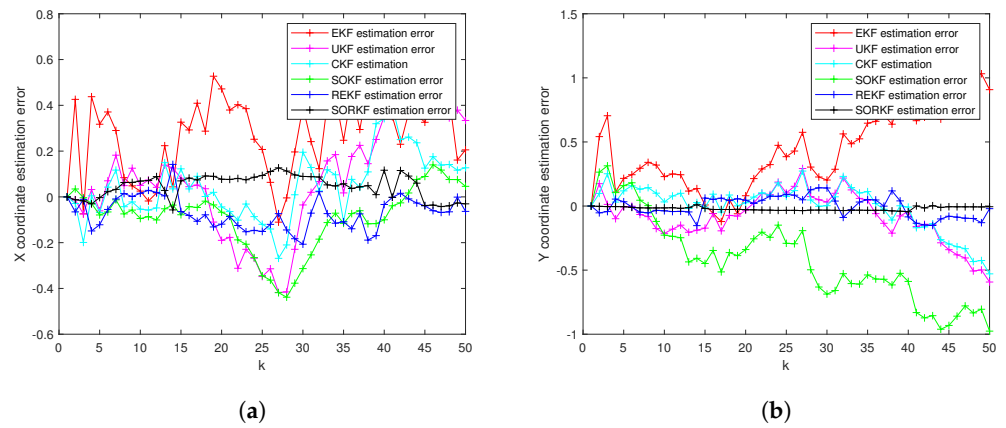 0.8
0.6
0.4
0.2
0
-0.2
-0.4
-0.6
X coordinate estimation error
EKF estimation error
UKF estimation error
CKF estimation
SOKF estimation error
REKF estimation error
SORKF estimation error
0 5 10 15 20 25 30 35 40 45 50
k
(a)
1.5
1
0.5
0
-0.5
-1
Y coordinate estimation error
EKF estimation error
UKF estimation error
CKF estimation
SOKF estimation error
REKF estimation error
SORKF estimation error
0 5 10 15 20 25 30 35 40 45 50
k
(b)